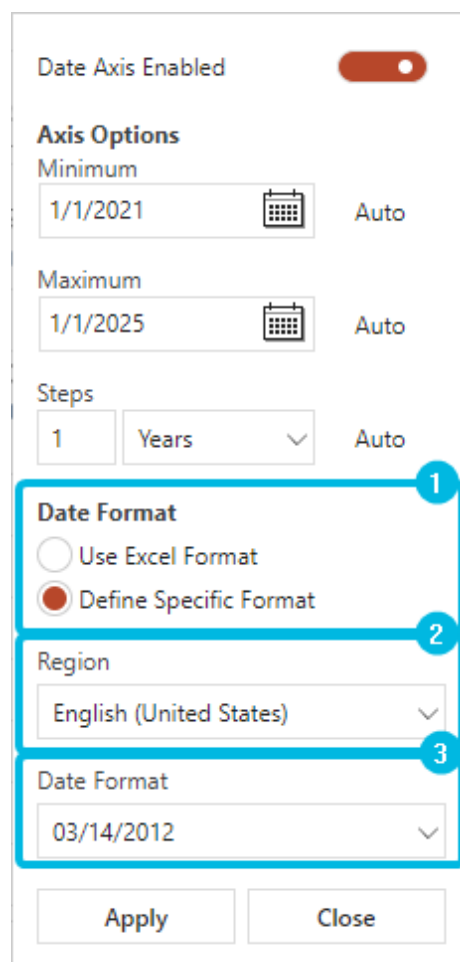 Date Axis Enabled
Axis Options
Minimum
1/1/2021 Auto
Maximum
1/1/2025 Auto
Steps
1 Years Auto
1
Date Format
Use Excel Format
Define Specific Format
2
Region
English (United States)
3
Date Format
03/14/2012
Apply Close